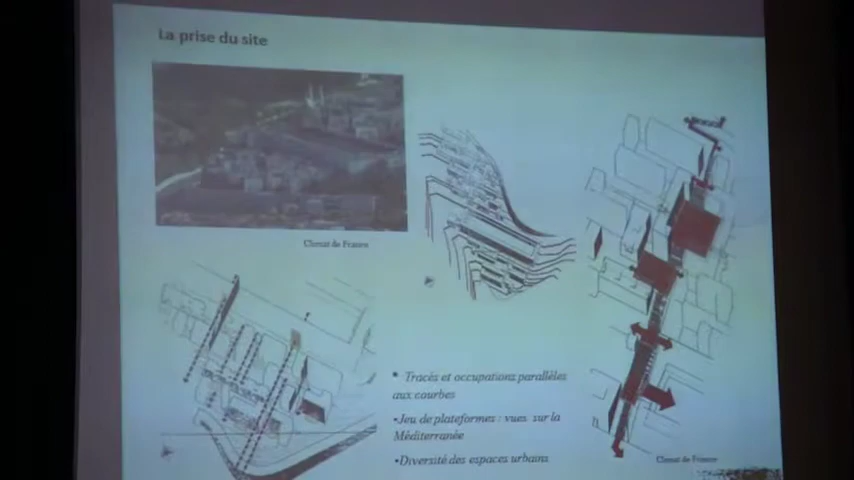 La prise du site
Climat de France
• Tracés et occupations parallèles
aux courbes
•Jeu de plateformes : vues sur la
Méditerranée
•Diversité des espaces urbains
Climat de France